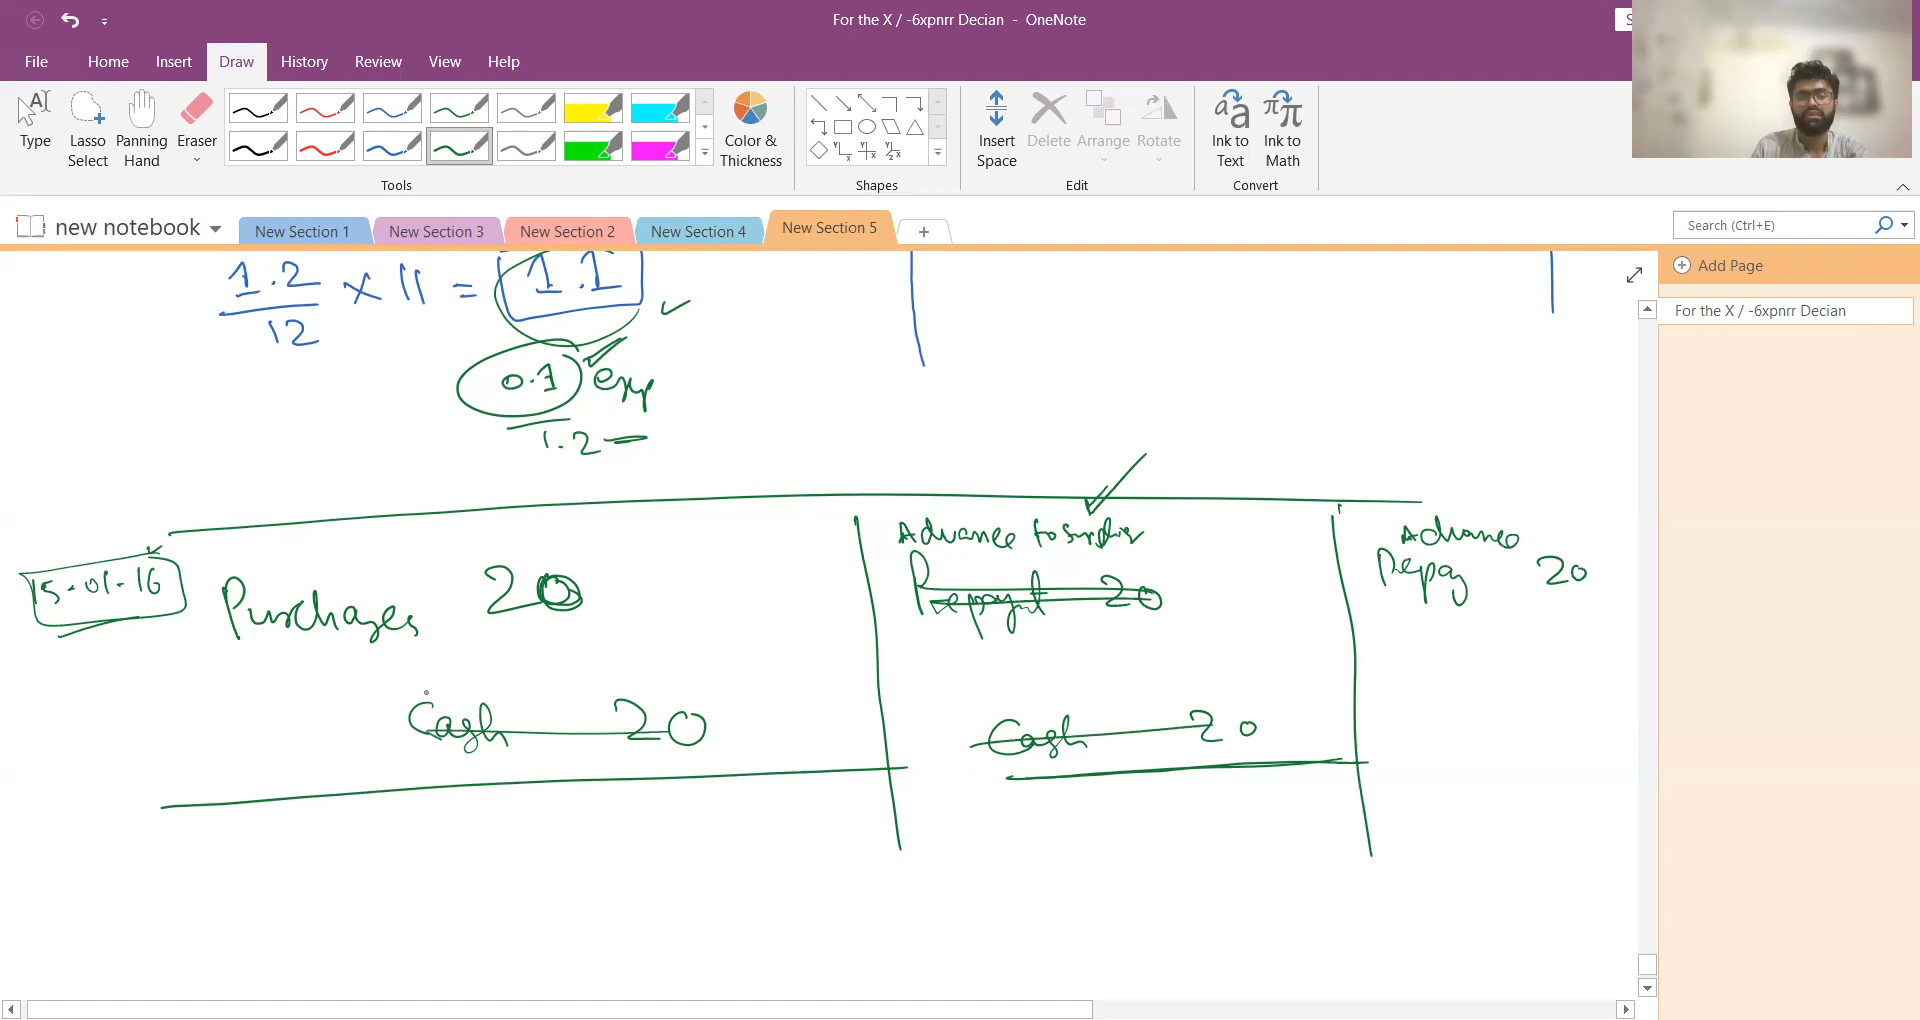 For the X / -6xpnrr Decian - OneNote
S
File Home Insert Draw History Review View Help
Type
Lasso Select
Panning Hand
Eraser
Color & Thickness
Insert Space
Delete
Arrange
Rotate
Ink to Text
Ink to Math
Tools
Shapes
Edit
Convert
new notebook
New Section 1
New Section 3
New Section 2
New Section 4
New Section 5
+
Search (Ctrl+E)
Add Page
For the X / -6xpnrr Decian
1.2
12
× 11 = 1.1
0.1 exp
1.2
15-01-16
Purchases 20
Cash 20
Advance to
20
Cash 20
Advance
Repay 20